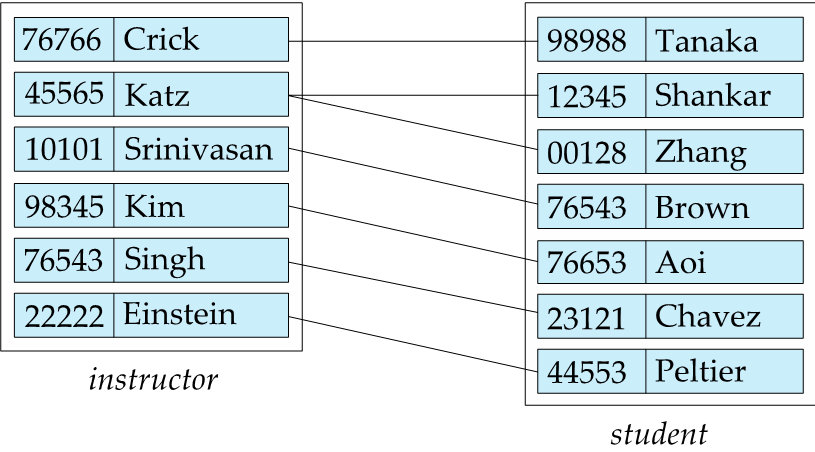 76766 Crick
45565 Katz
10101 Srinivasan
98345 Kim
76543 Singh
22222 Einstein
instructor
98988 Tanaka
12345 Shankar
00128 Zhang
76543 Brown
76653 Aoi
23121 Chavez
44553 Peltier
student